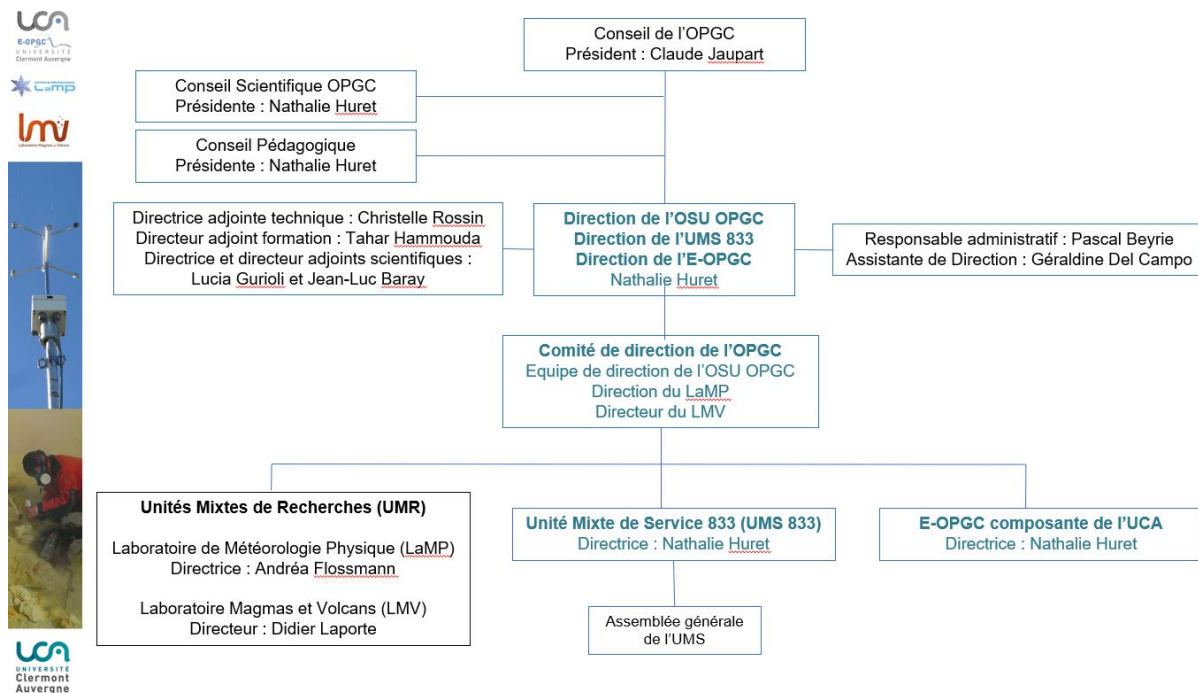 UCA
E-OPGC
UNIVERSITÉ
Clermont Auvergne
LaMP
lmv
Laboratoire Magmas et Volcans
Conseil de l'OPGC
Président : Claude Jaupart
Conseil Scientifique OPGC
Présidente : Nathalie Huret
Conseil Pédagogique
Présidente : Nathalie Huret
Directrice adjointe technique : Christelle Rossin
Directeur adjoint formation : Tahar Hammouda
Directrice et directeur adjoints scientifiques :
Lucia Gurioli et Jean-Luc Baray
Direction de l'OSU OPGC
Direction de l'UMS 833
Direction de l'E-OPGC
Nathalie Huret
Responsable administratif : Pascal Beyrie
Assistante de Direction : Géraldine Del Campo
Comité de direction de l'OPGC
Equipe de direction de l'OSU OPGC
Direction du LaMP
Directeur du LMV
Unités Mixtes de Recherches (UMR)
Laboratoire de Météorologie Physique (LaMP)
Directrice : Andréa Flossmann
Laboratoire Magmas et Volcans (LMV)
Directeur : Didier Laporte
Unité Mixte de Service 833 (UMS 833)
Directrice : Nathalie Huret
E-OPGC composante de l'UCA
Directrice : Nathalie Huret
Assemblée générale
de l'UMS
UCA
UNIVERSITÉ
Clermont
Auvergne